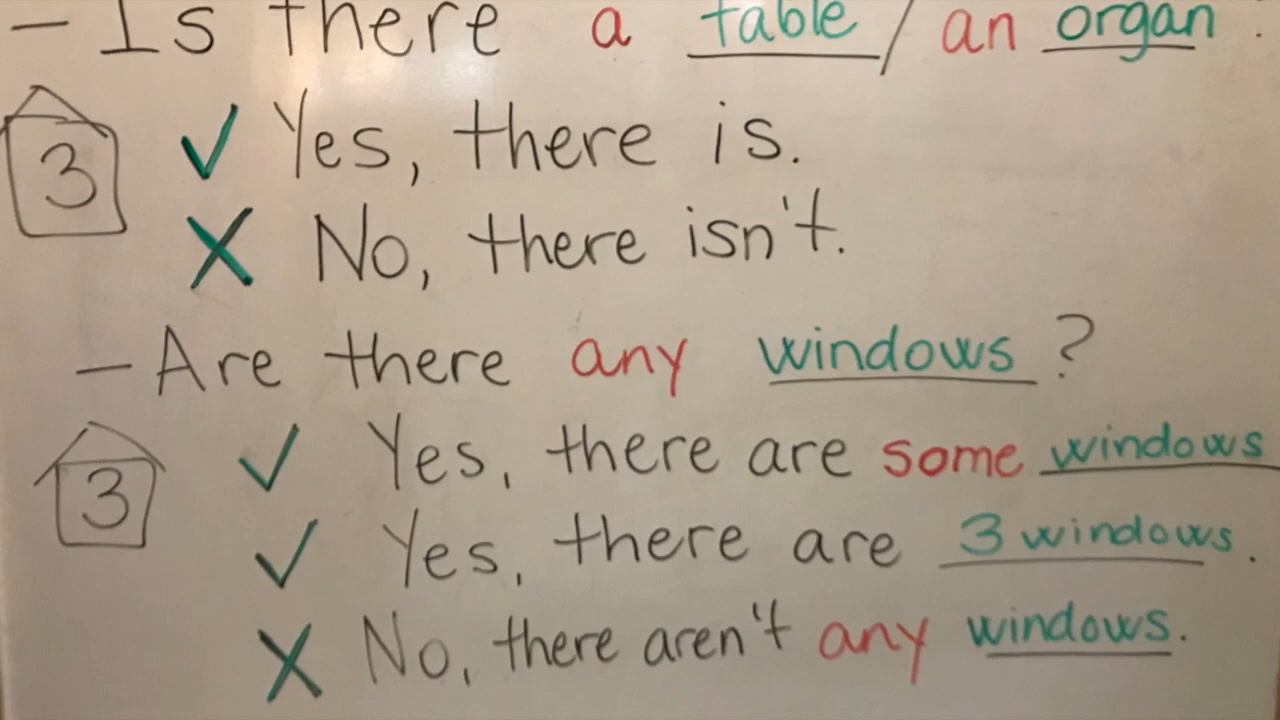 - Is there a table / an organ
3 ✓ Yes, there is.
X No, there isn't.
- Are there any windows ?
3 ✓ Yes, there are some windows
✓ Yes, there are 3 windows.
X No, there aren't any windows.